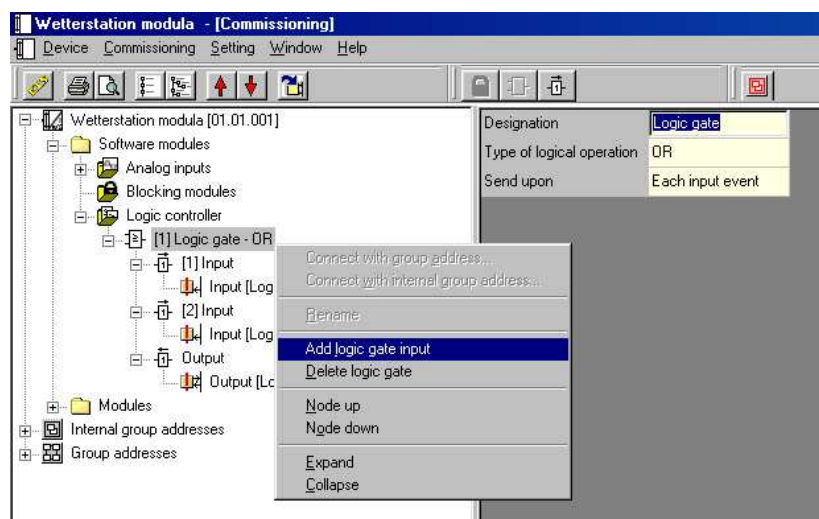 Wetterstation modula - [Commissioning]
Device Commissioning Setting Window Help
Wetterstation modula [01.01.001]
Software modules
Analog inputs
Blocking modules
Logic controller
[1] Logic gate - OR
[1] Input
Input [Log
[2] Input
Input [Log
Output
Output [Lo
Modules
Internal group addresses
Group addresses
Connect with group address...
Connect with internal group address...
Rename
Add logic gate input
Delete logic gate
Node up
Node down
Expand
Collapse
Designation Logic gate
Type of logical operation OR
Send upon Each input event